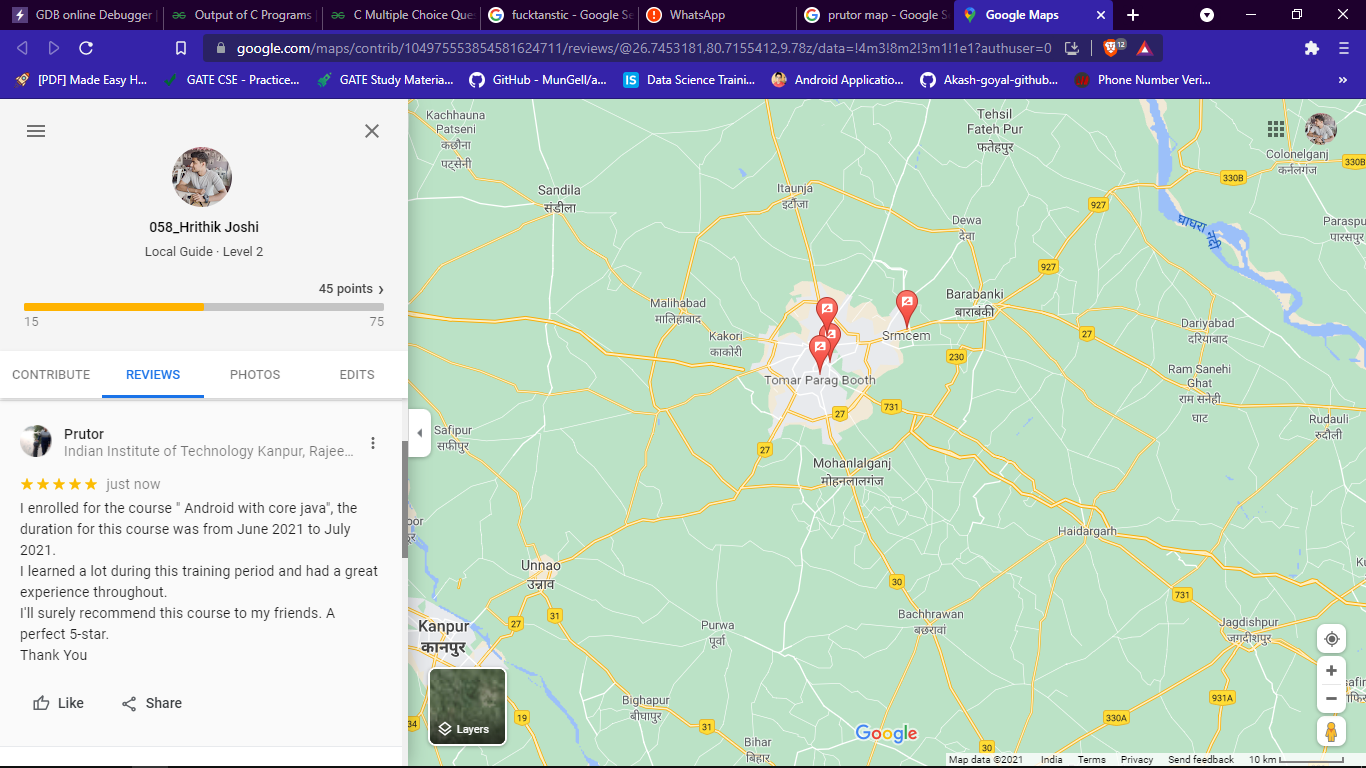 GDB online Debugger
Output of C Programs
C Multiple Choice Que
fucktanstic - Google Se
WhatsApp
prutor map - Google S
Google Maps
google.com/maps/contrib/104975553854581624711/reviews/@26.7453181,80.7155412,9.78z/data=!4m3!8m2!3m1!1e1?authuser=0
12
[PDF] Made Easy H...
GATE CSE - Practice...
GATE Study Materia...
GitHub - MunGell/a...
IS
Data Science Traini...
Android Applicatio...
Akash-goyal-github...
Phone Number Veri...
»
058_Hrithik Joshi
Local Guide · Level 2
45 points ›
15
75
CONTRIBUTE
REVIEWS
PHOTOS
EDITS
Prutor
Indian Institute of Technology Kanpur, Rajee...
just now
I enrolled for the course " Android with core java", the
duration for this course was from June 2021 to July
2021.
I learned a lot during this training period and had a great
experience throughout.
I'll surely recommend this course to my friends. A
perfect 5-star.
Thank You
Like
Share
Kachhauna
Patseni
कछौना
पट्सेनी
Tehsil
Fateh Pur
फतेहपुर
Colonelganj
कर्नलगंज
330B
330B
Sandila
संडीला
Itaunja
इटौंजा
927
Dewa
देवा
घाघरा नदी
Paraspu
पारसपुर
927
Malihabad
मालिहाबाद
Barabanki
बाराबंकी
Kakori
काकोरी
Srmcem
27
Dariyabad
दरियाबाद
230
Tomar Parag Booth
Ram Sanehi
Ghat
राम सनेही
घाट
27
731
Rudauli
रुदौली
Safipur
सफीपुर
27
Mohanlalganj
मोहनलालगंज
Haidargarh
Unnao
उन्नाव
30
731
31
27
Bachhrawan
बछरावां
Kanpur
कानपुर
Purwa
पूर्वा
Jagdishpur
जगदीशपुर
931A
Bighapur
बीघापुर
34
19
31
330A
30
Bihar
बिहार
Layers
Google
Map data ©2021
India
Terms
Privacy
Send feedback
10 km